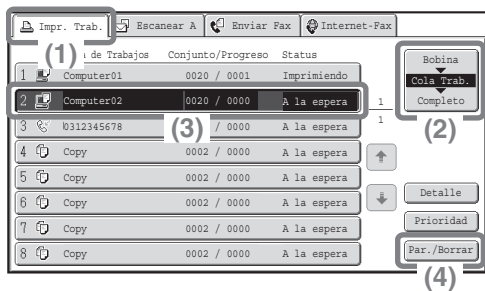 Impr. Trab. Escanear A Enviar Fax Internet-Fax
(1)
de Trabajos Conjunto/Progreso Status
1 Computer01 0020 / 0001 Imprimiendo
2 Computer02 0020 / 0000 A la espera
3 0312345678 / 0000 A la espera
(3)
4 Copy 0002 / 0000 A la espera
5 Copy 0002 / 0000 A la espera
6 Copy 0002 / 0000 A la espera
7 Copy 0002 / 0000 A la espera
8 Copy 0002 / 0000 A la espera
1
1
Bobina
Cola Trab.
Completo
(2)
Detalle
Prioridad
Par./Borrar
(4)